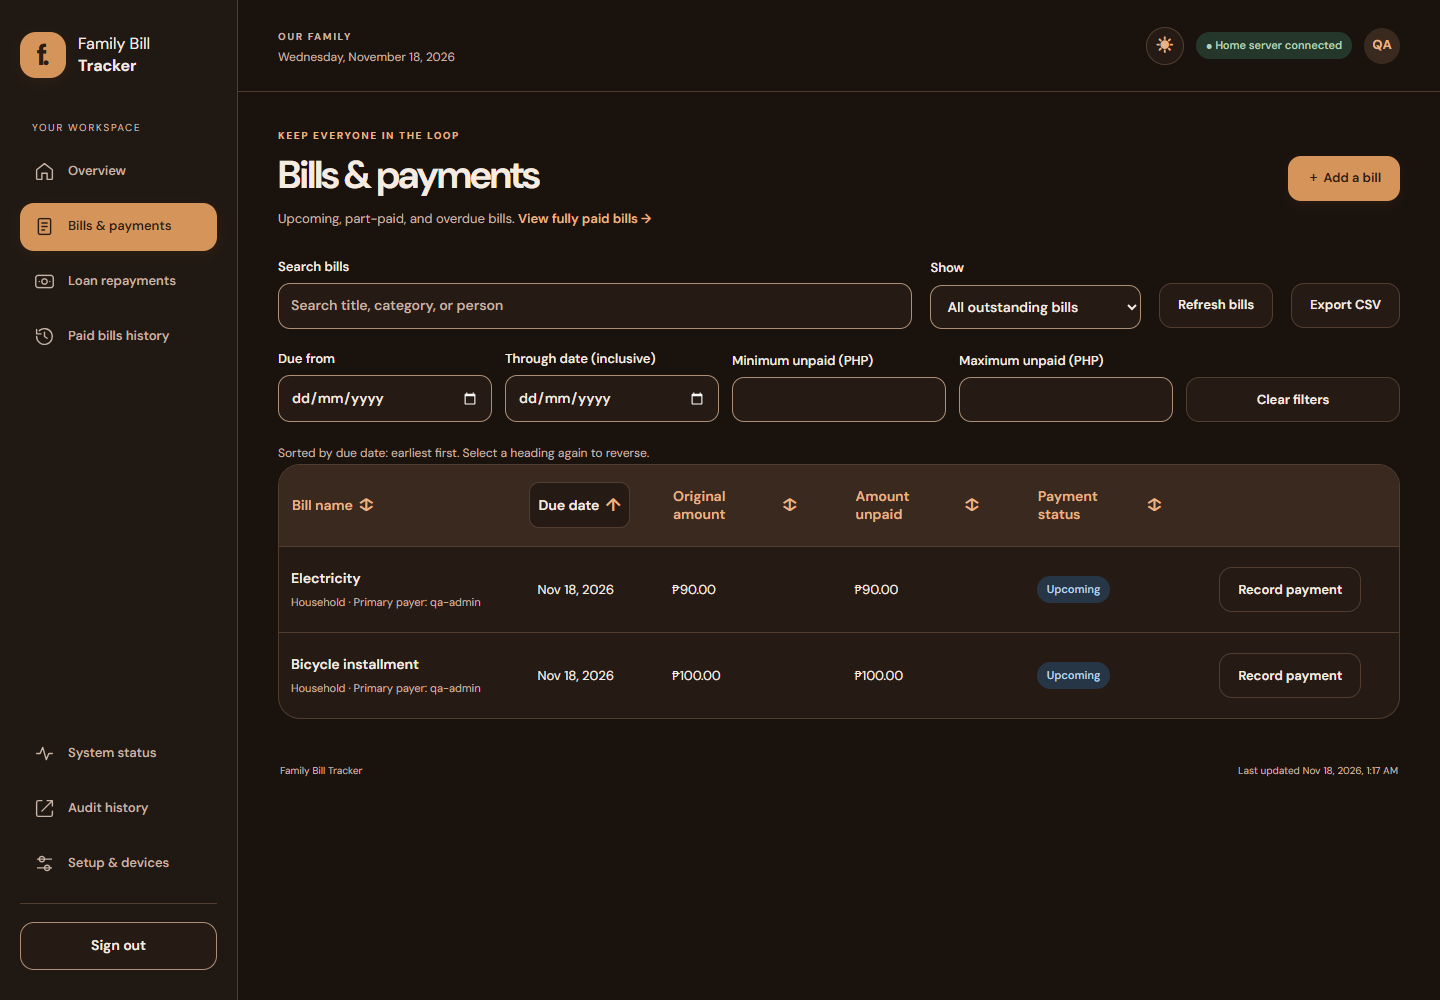 f.
Family Bill
Tracker
YOUR WORKSPACE
Overview
Bills & payments
Loan repayments
Paid bills history
System status
Audit history
Setup & devices
Sign out
OUR FAMILY
Wednesday, November 18, 2026
Home server connected
QA
KEEP EVERYONE IN THE LOOP
Bills & payments
Upcoming, part-paid, and overdue bills. View fully paid bills →
+ Add a bill
Search bills
Search title, category, or person
Show
All outstanding bills
Refresh bills
Export CSV
Due from
dd/mm/yyyy
Through date (inclusive)
dd/mm/yyyy
Minimum unpaid (PHP)
Maximum unpaid (PHP)
Clear filters
Sorted by due date: earliest first. Select a heading again to reverse.
Bill name
Due date
Original
amount
Amount
unpaid
Payment
status
Electricity
Household · Primary payer: qa-admin
Nov 18, 2026
₱90.00
₱90.00
Upcoming
Record payment
Bicycle installment
Household · Primary payer: qa-admin
Nov 18, 2026
₱100.00
₱100.00
Upcoming
Record payment
Family Bill Tracker
Last updated Nov 18, 2026, 1:17 AM